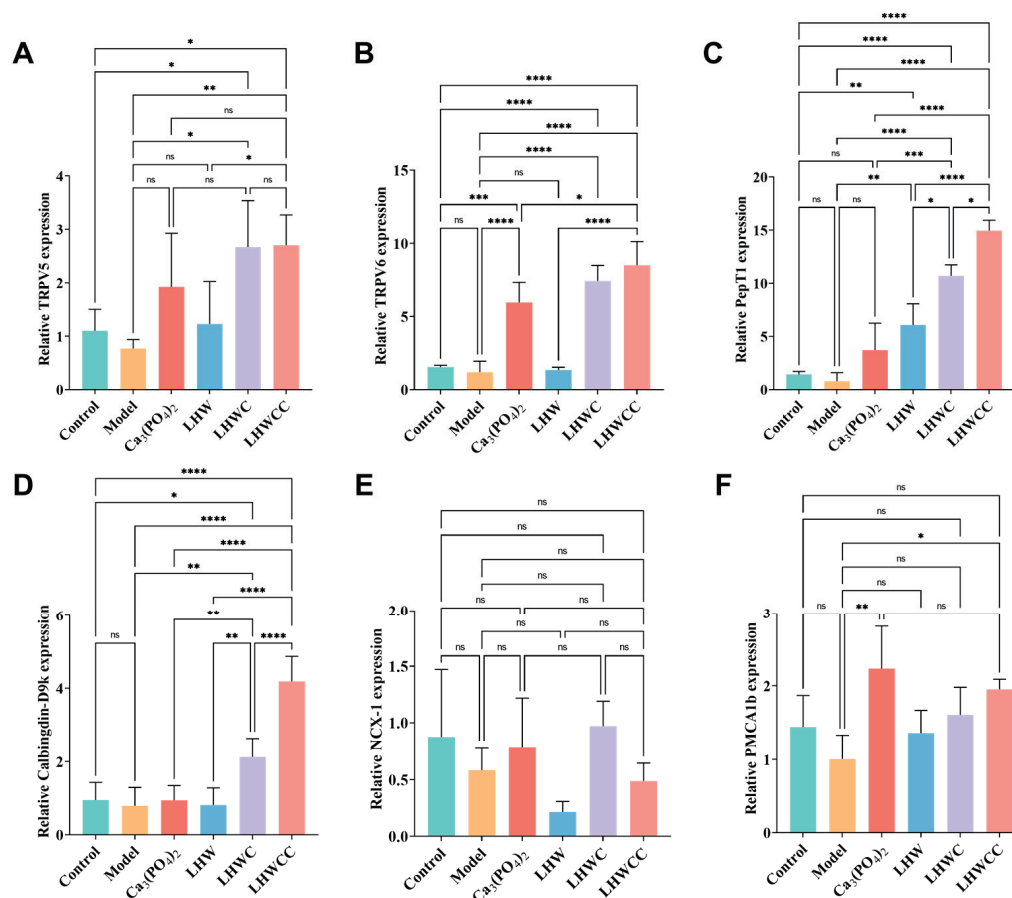 A
*
*
**
ns
*
ns
*
ns
ns
ns
Relative TRPV5 expression
4
3
2
1
0
Control
Model
Ca₃(PO₄)₂
LHW
LHWC
LHWCC
B
****
****
****
****
ns
***
*
ns
****
****
Relative TRPV6 expression
15
10
5
0
Control
Model
Ca₃(PO₄)₂
LHW
LHWC
LHWCC
C
****
****
****
**
****
****
ns
***
**
****
ns
ns
*
*
Relative PepT1 expression
20
15
10
5
0
Control
Model
Ca₃(PO₄)₂
LHW
LHWC
LHWCC
D
****
*
****
****
**
****
**
ns
**
****
Relative Calbingdin-D9k expression
6
4
2
0
Control
Model
Ca₃(PO₄)₂
LHW
LHWC
LHWCC
E
ns
ns
ns
ns
ns
ns
ns
ns
ns
ns
ns
ns
Relative NCX-1 expression
2.0
1.5
1.0
0.5
0.0
Control
Model
Ca₃(PO₄)₂
LHW
LHWC
LHWCC
F
ns
ns
*
ns
ns
ns
**
ns
Relative PMCA1b expression
3
2
1
0
Control
Model
Ca₃(PO₄)₂
LHW
LHWC
LHWCC